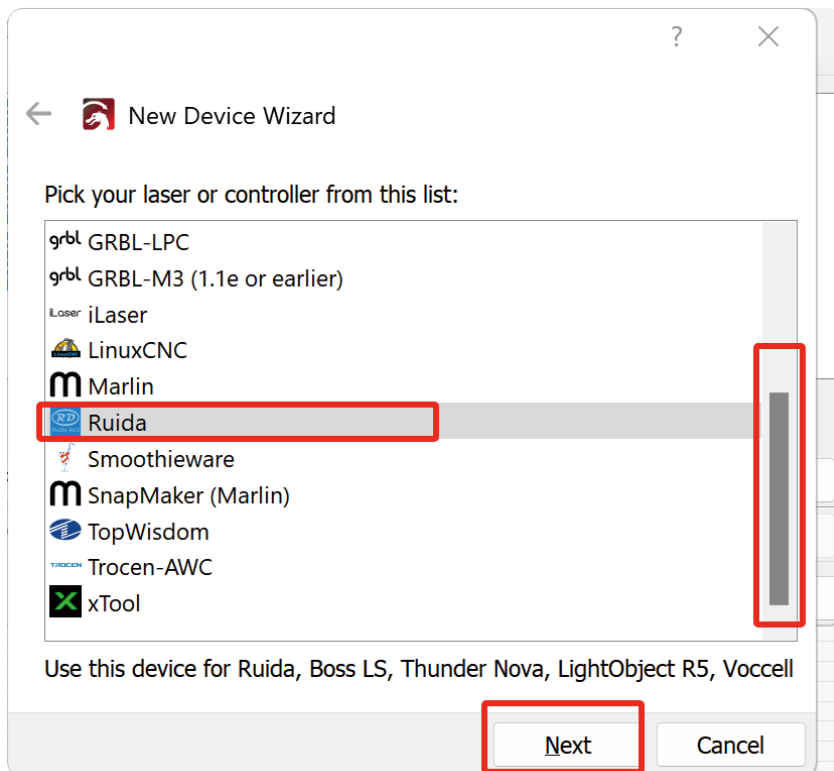 ?
New Device Wizard
Pick your laser or controller from this list:
grbl GRBL-LPC
grbl GRBL-M3 (1.1e or earlier)
iLaser iLaser
LinuxCNC LinuxCNC
Marlin
RD Ruida
Smoothieware
SnapMaker (Marlin)
TopWisdom
TROCEN Trocen-AWC
xTool
Use this device for Ruida, Boss LS, Thunder Nova, LightObject R5, Voccell
Next Cancel